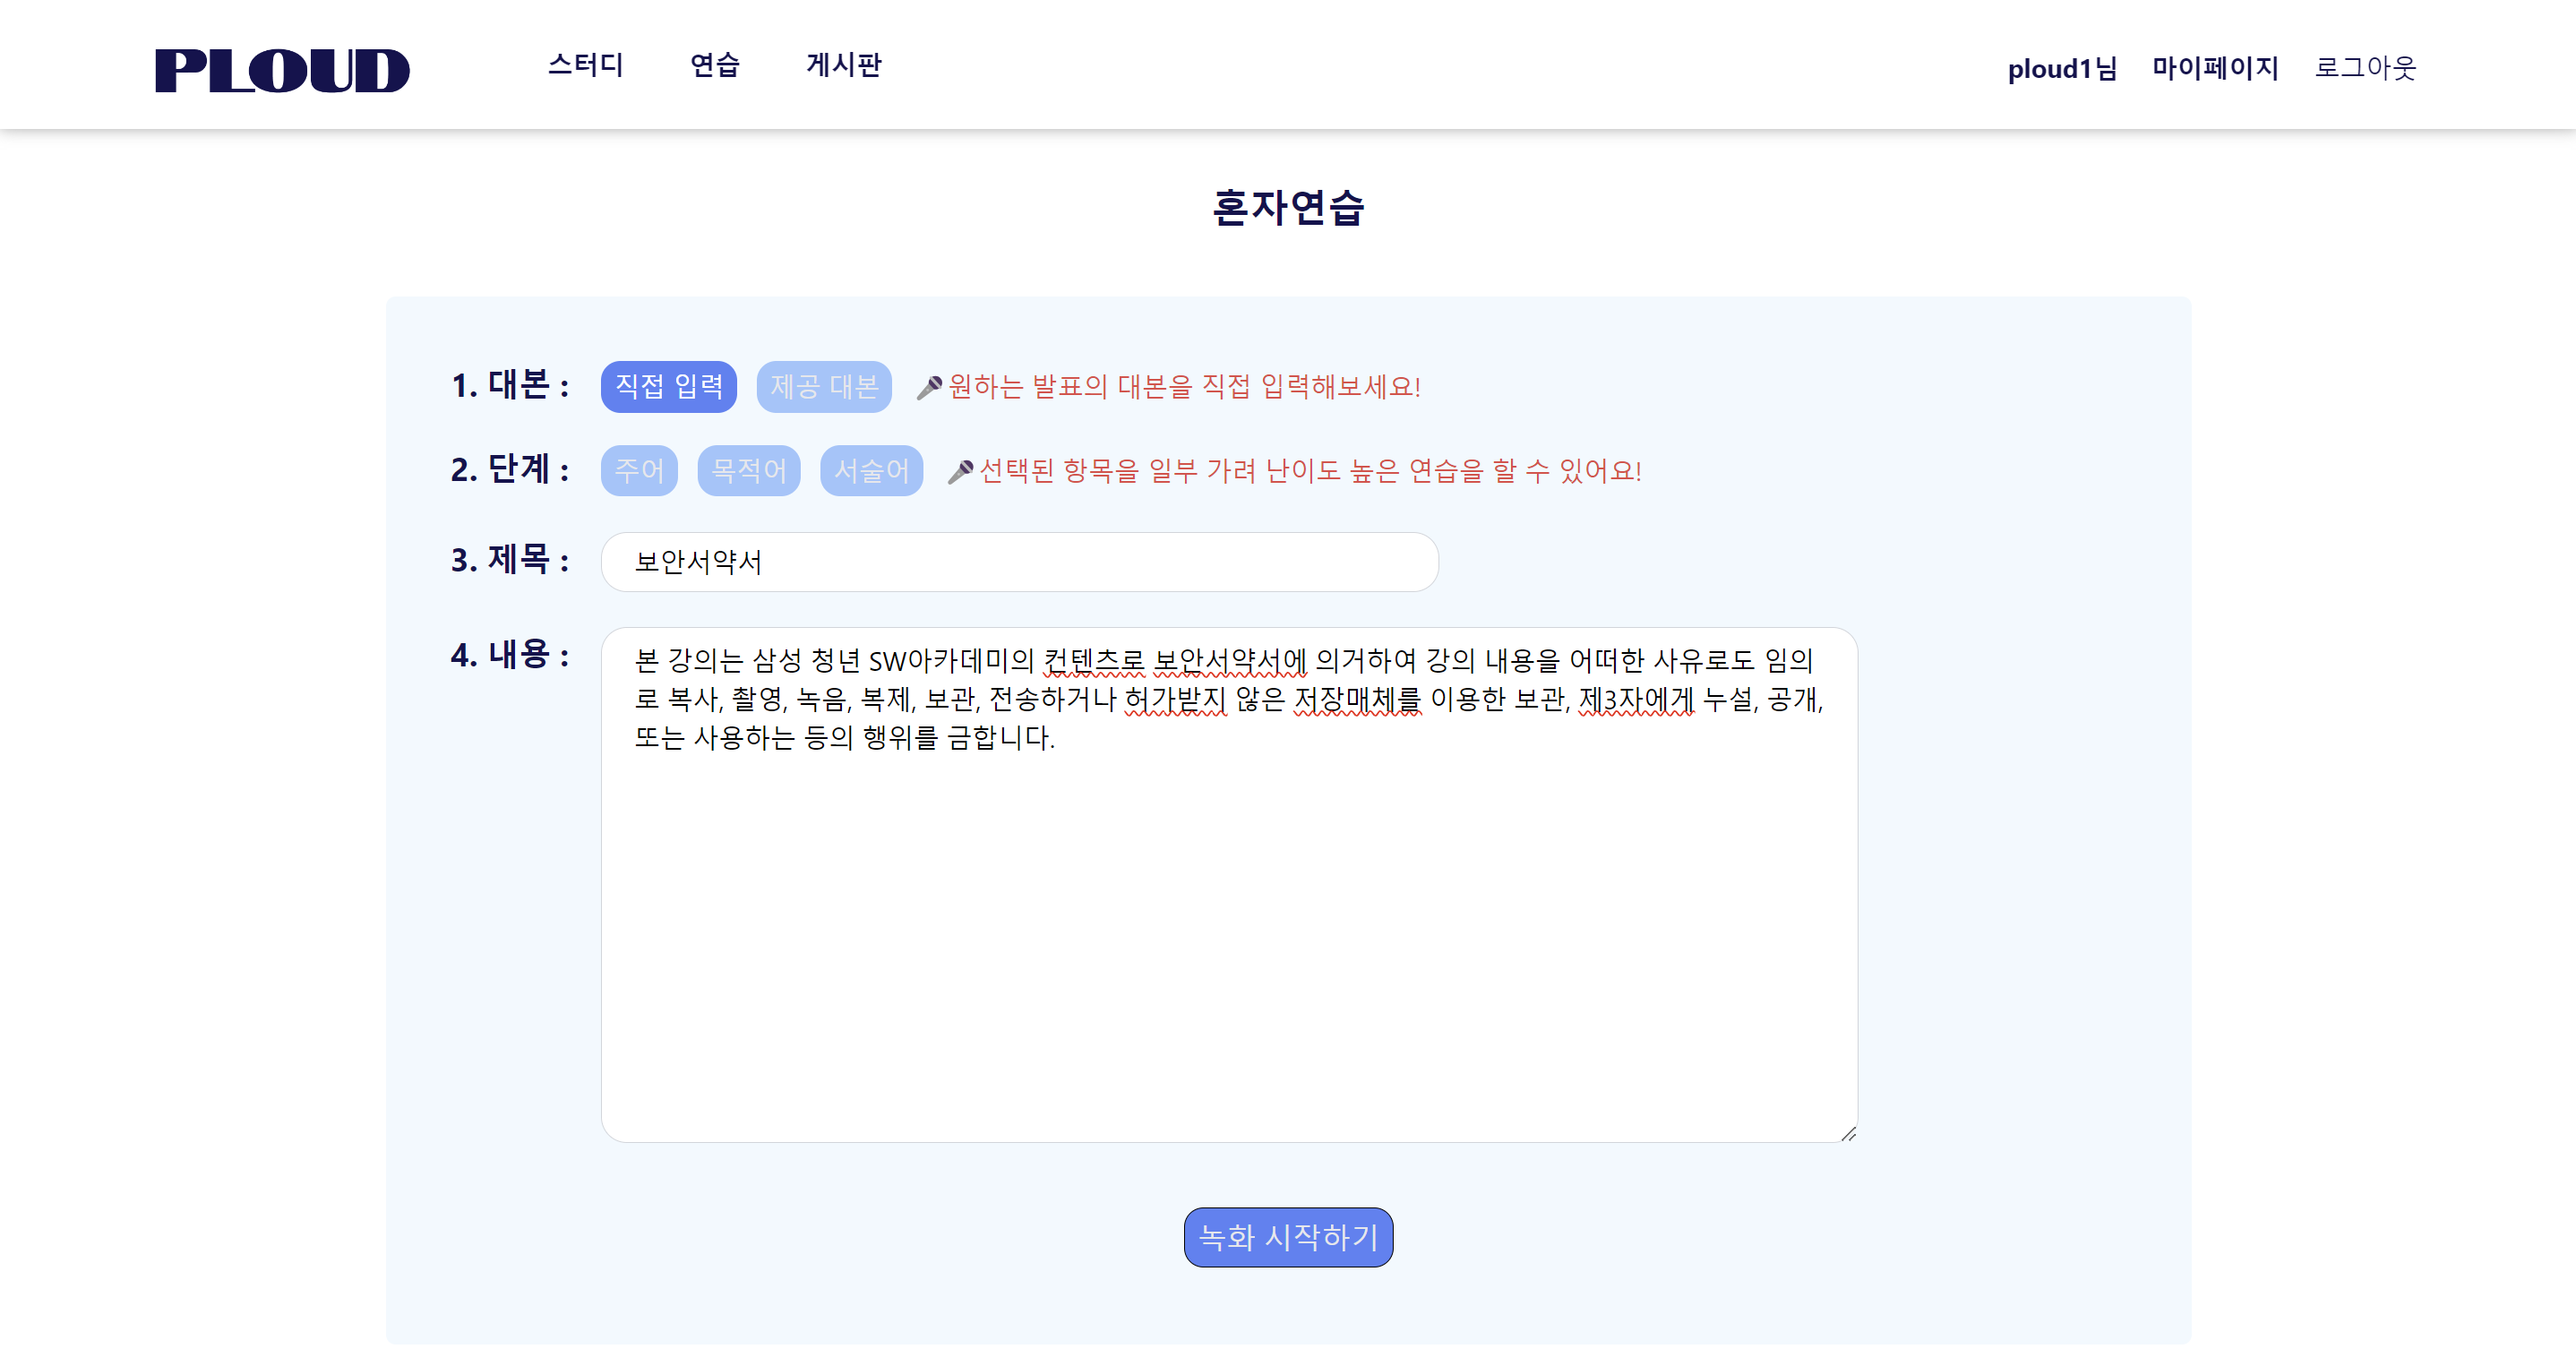 PLOUD 스터디 연습 게시판 ploud1님 마이페이지 로그아웃
혼자연습
1. 대본 : 직접 입력 제공 대본 🎤원하는 발표의 대본을 직접 입력해보세요!
2. 단계 : 주어 목적어 서술어 🎤선택된 항목을 일부 가려 난이도 높은 연습을 할 수 있어요!
3. 제목 : 보안서약서
4. 내용 : 본 강의는 삼성 청년 SW아카데미의 컨텐츠로 보안서약서에 의거하여 강의 내용을 어떠한 사유로도 임의
로 복사, 촬영, 녹음, 복제, 보관, 전송하거나 허가받지 않은 저장매체를 이용한 보관, 제3자에게 누설, 공개,
또는 사용하는 등의 행위를 금합니다.
녹화 시작하기